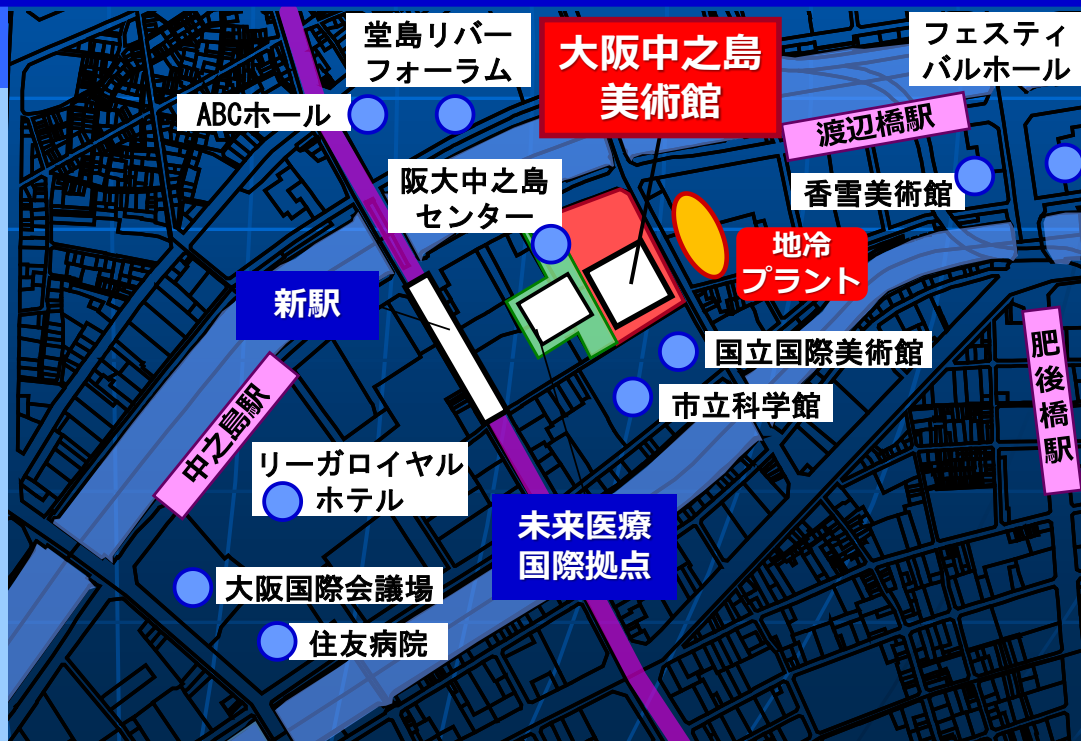 堂島リバー
フォーラム
大阪中之島
美術館
フェスティ
バルホール
ABCホール
渡辺橋駅
阪大中之島
センター
香雪美術館
地冷
プラント
新駅
国立国際美術館
肥後橋駅
市立科学館
中之島駅
リーガロイヤル
ホテル
未来医療
国際拠点
大阪国際会議場
住友病院